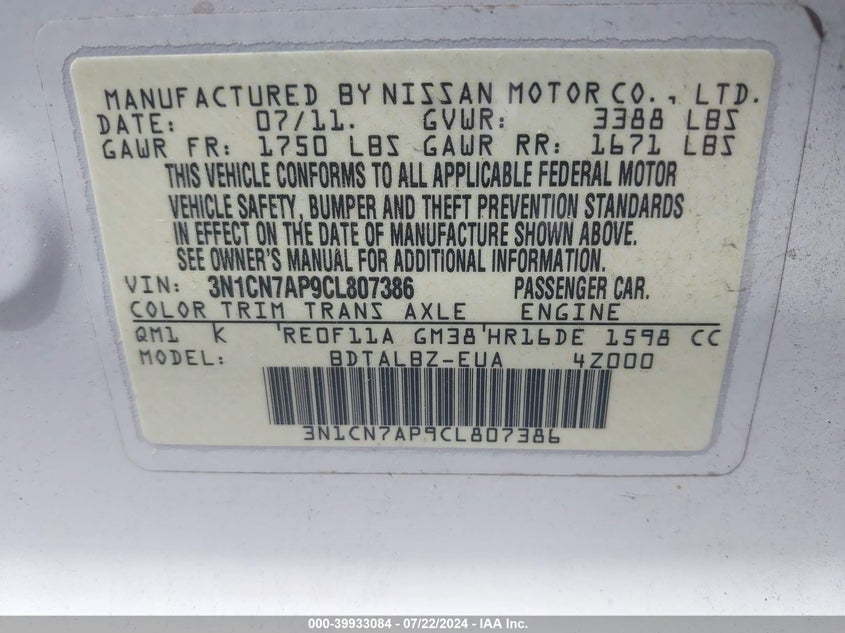 MANUFACTURED BY NISSAN MOTOR CO., LTD.
DATE: 07/11. GVWR: 3388 LBS
GAWR FR: 1750 LBS GAWR RR: 1671 LBS
THIS VEHICLE CONFORMS TO ALL APPLICABLE FEDERAL MOTOR
VEHICLE SAFETY, BUMPER AND THEFT PREVENTION STANDARDS
IN EFFECT ON THE DATE OF MANUFACTURE SHOWN ABOVE.
SEE OWNER'S MANUAL FOR ADDITIONAL INFORMATION.
VIN: 3N1CN7AP9CL807386 PASSENGER CAR.
COLOR TRIM TRANS AXLE ENGINE
QM1 K RE0F11A GM38 HR16DE 1598 CC
MODEL: BDTALBZ-EUA 4Z000
3N1CN7AP9CL807386
000-39933084 - 07/22/2024 - IAA Inc.